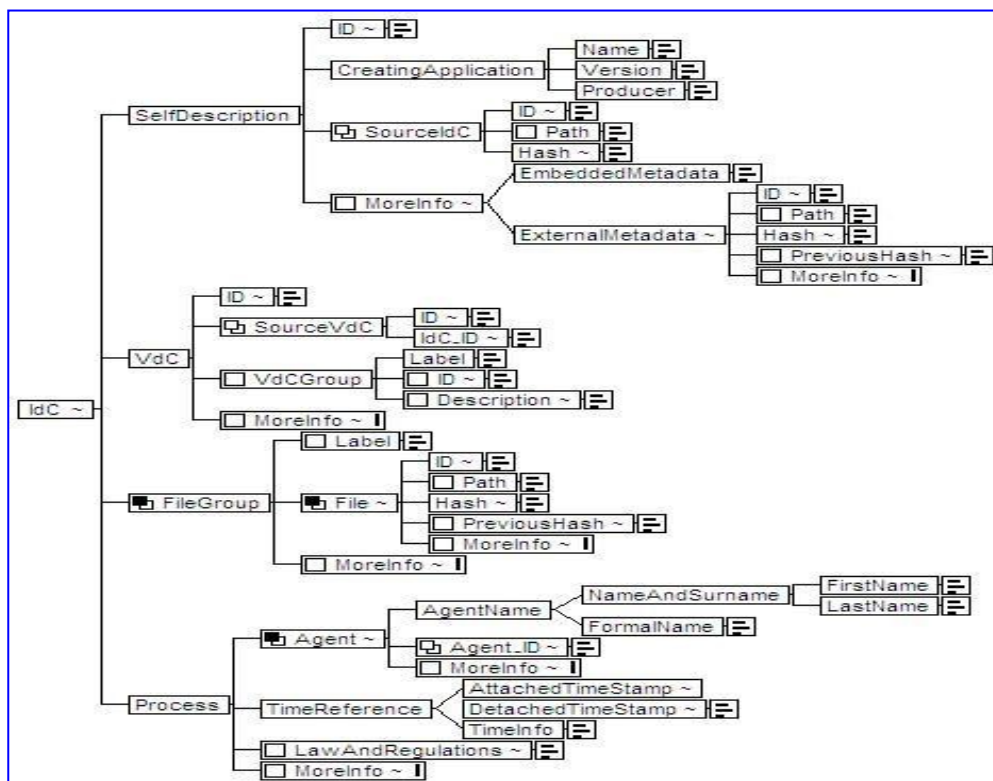 ID ~
CreatingApplication
Name
Version
Producer
SelfDescription
SourceIdC
ID ~
Path
Hash ~
MoreInfo ~
EmbeddedMetadata
ExternalMetadata ~
ID ~
Path
Hash ~
PreviousHash ~
MoreInfo ~
VdC
ID ~
SourceVdC
ID ~
IdC_ID ~
VdCGroup
Label
ID ~
Description ~
MoreInfo ~
IdC ~
FileGroup
Label
File ~
ID ~
Path
Hash ~
PreviousHash ~
MoreInfo ~
MoreInfo ~
Process
Agent ~
AgentName
NameAndSurname
FirstName
LastName
FormalName
Agent_ID ~
MoreInfo ~
TimeReference
AttachedTimeStamp ~
DetachedTimeStamp ~
TimeInfo
LawAndRegulations ~
MoreInfo ~